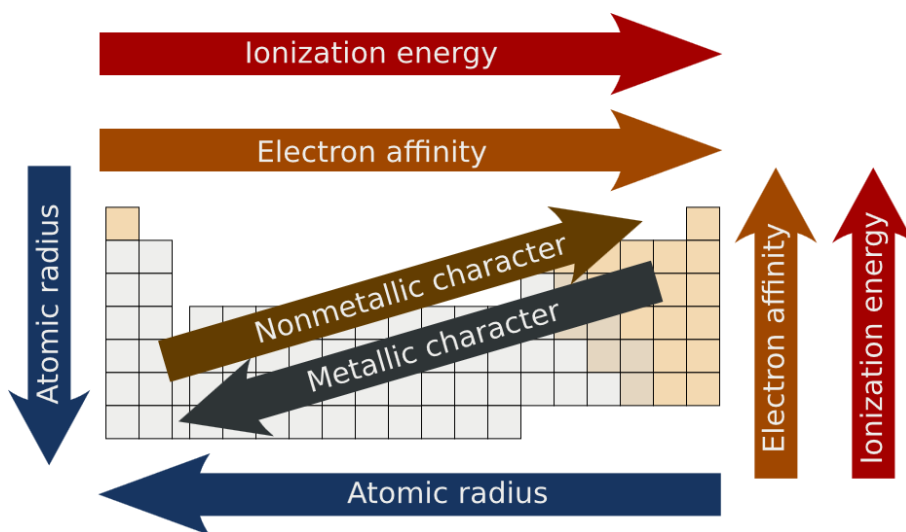 Ionization energy
Electron affinity
Atomic radius
Nonmetallic character
Metallic character
Electron affinity
Ionization energy
Atomic radius